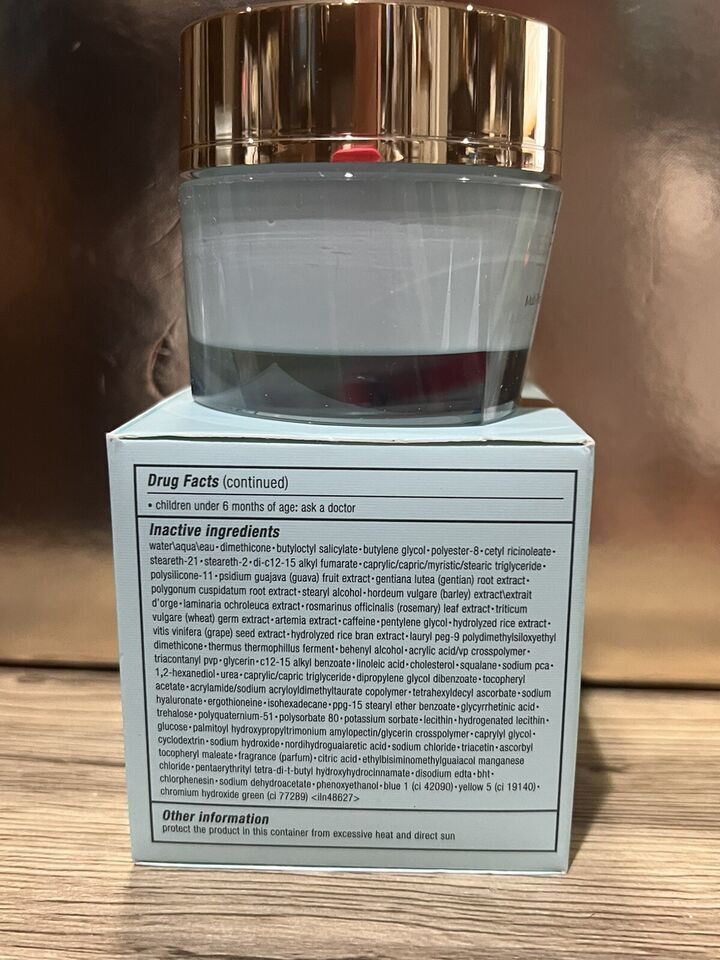 Drug Facts (continued)
• children under 6 months of age: ask a doctor
Inactive ingredients
water\aqua\eau • dimethicone • butyloctyl salicylate • butylene glycol • polyester-8 • cetyl ricinoleate •
steareth-21 • steareth-2 • di-c12-15 alkyl fumarate • caprylic/capric/myristic/stearic triglyceride •
polysilicone-11 • psidium guajava (guava) fruit extract • gentiana lutea (gentian) root extract •
polygonum cuspidatum root extract • stearyl alcohol • hordeum vulgare (barley) extract\extrait
d'orge • laminaria ochroleuca extract • rosmarinus officinalis (rosemary) leaf extract • triticum
vulgare (wheat) germ extract • artemia extract • caffeine • pentylene glycol • hydrolyzed rice extract •
vitis vinifera (grape) seed extract • hydrolyzed rice bran extract • lauryl peg-9 polydimethylsiloxyethyl
dimethicone • thermus thermophillus ferment • behenyl alcohol • acrylic acid/vp crosspolymer •
triacontanyl pvp • glycerin • c12-15 alkyl benzoate • linoleic acid • cholesterol • squalane • sodium pca •
1,2-hexanediol • urea • caprylic/capric triglyceride • dipropylene glycol dibenzoate • tocopheryl
acetate • acrylamide/sodium acryloyldimethyltaurate copolymer • tetrahexyldecyl ascorbate • sodium
hyaluronate • ergothioneine • isohexadecane • ppg-15 stearyl ether benzoate • glycyrrhetinic acid •
trehalose • polyquaternium-51 • polysorbate 80 • potassium sorbate • lecithin • hydrogenated lecithin •
glucose • palmitoyl hydroxypropyltrimonium amylopectin/glycerin crosspolymer • caprylyl glycol •
cyclodextrin • sodium hydroxide • nordihydroguaiaretic acid • sodium chloride • triacetin • ascorbyl
tocopheryl maleate • fragrance (parfum) • citric acid • ethylbisiminomethylguaiacol manganese
chloride • pentaerythrityl tetra-di-t-butyl hydroxyhydrocinnamate • disodium edta • bht •
chlorphenesin • sodium dehydroacetate • phenoxyethanol • blue 1 (ci 42090) • yellow 5 (ci 19140) •
chromium hydroxide green (ci 77289) <iln48627>
Other information
protect the product in this container from excessive heat and direct sun